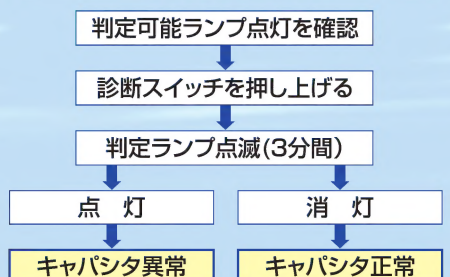 判定可能ランプ点灯を確認
診断スイッチを押し上げる
判定ランプ点滅(3分間)
点 灯
消 灯
キャパシタ異常
キャパシタ正常